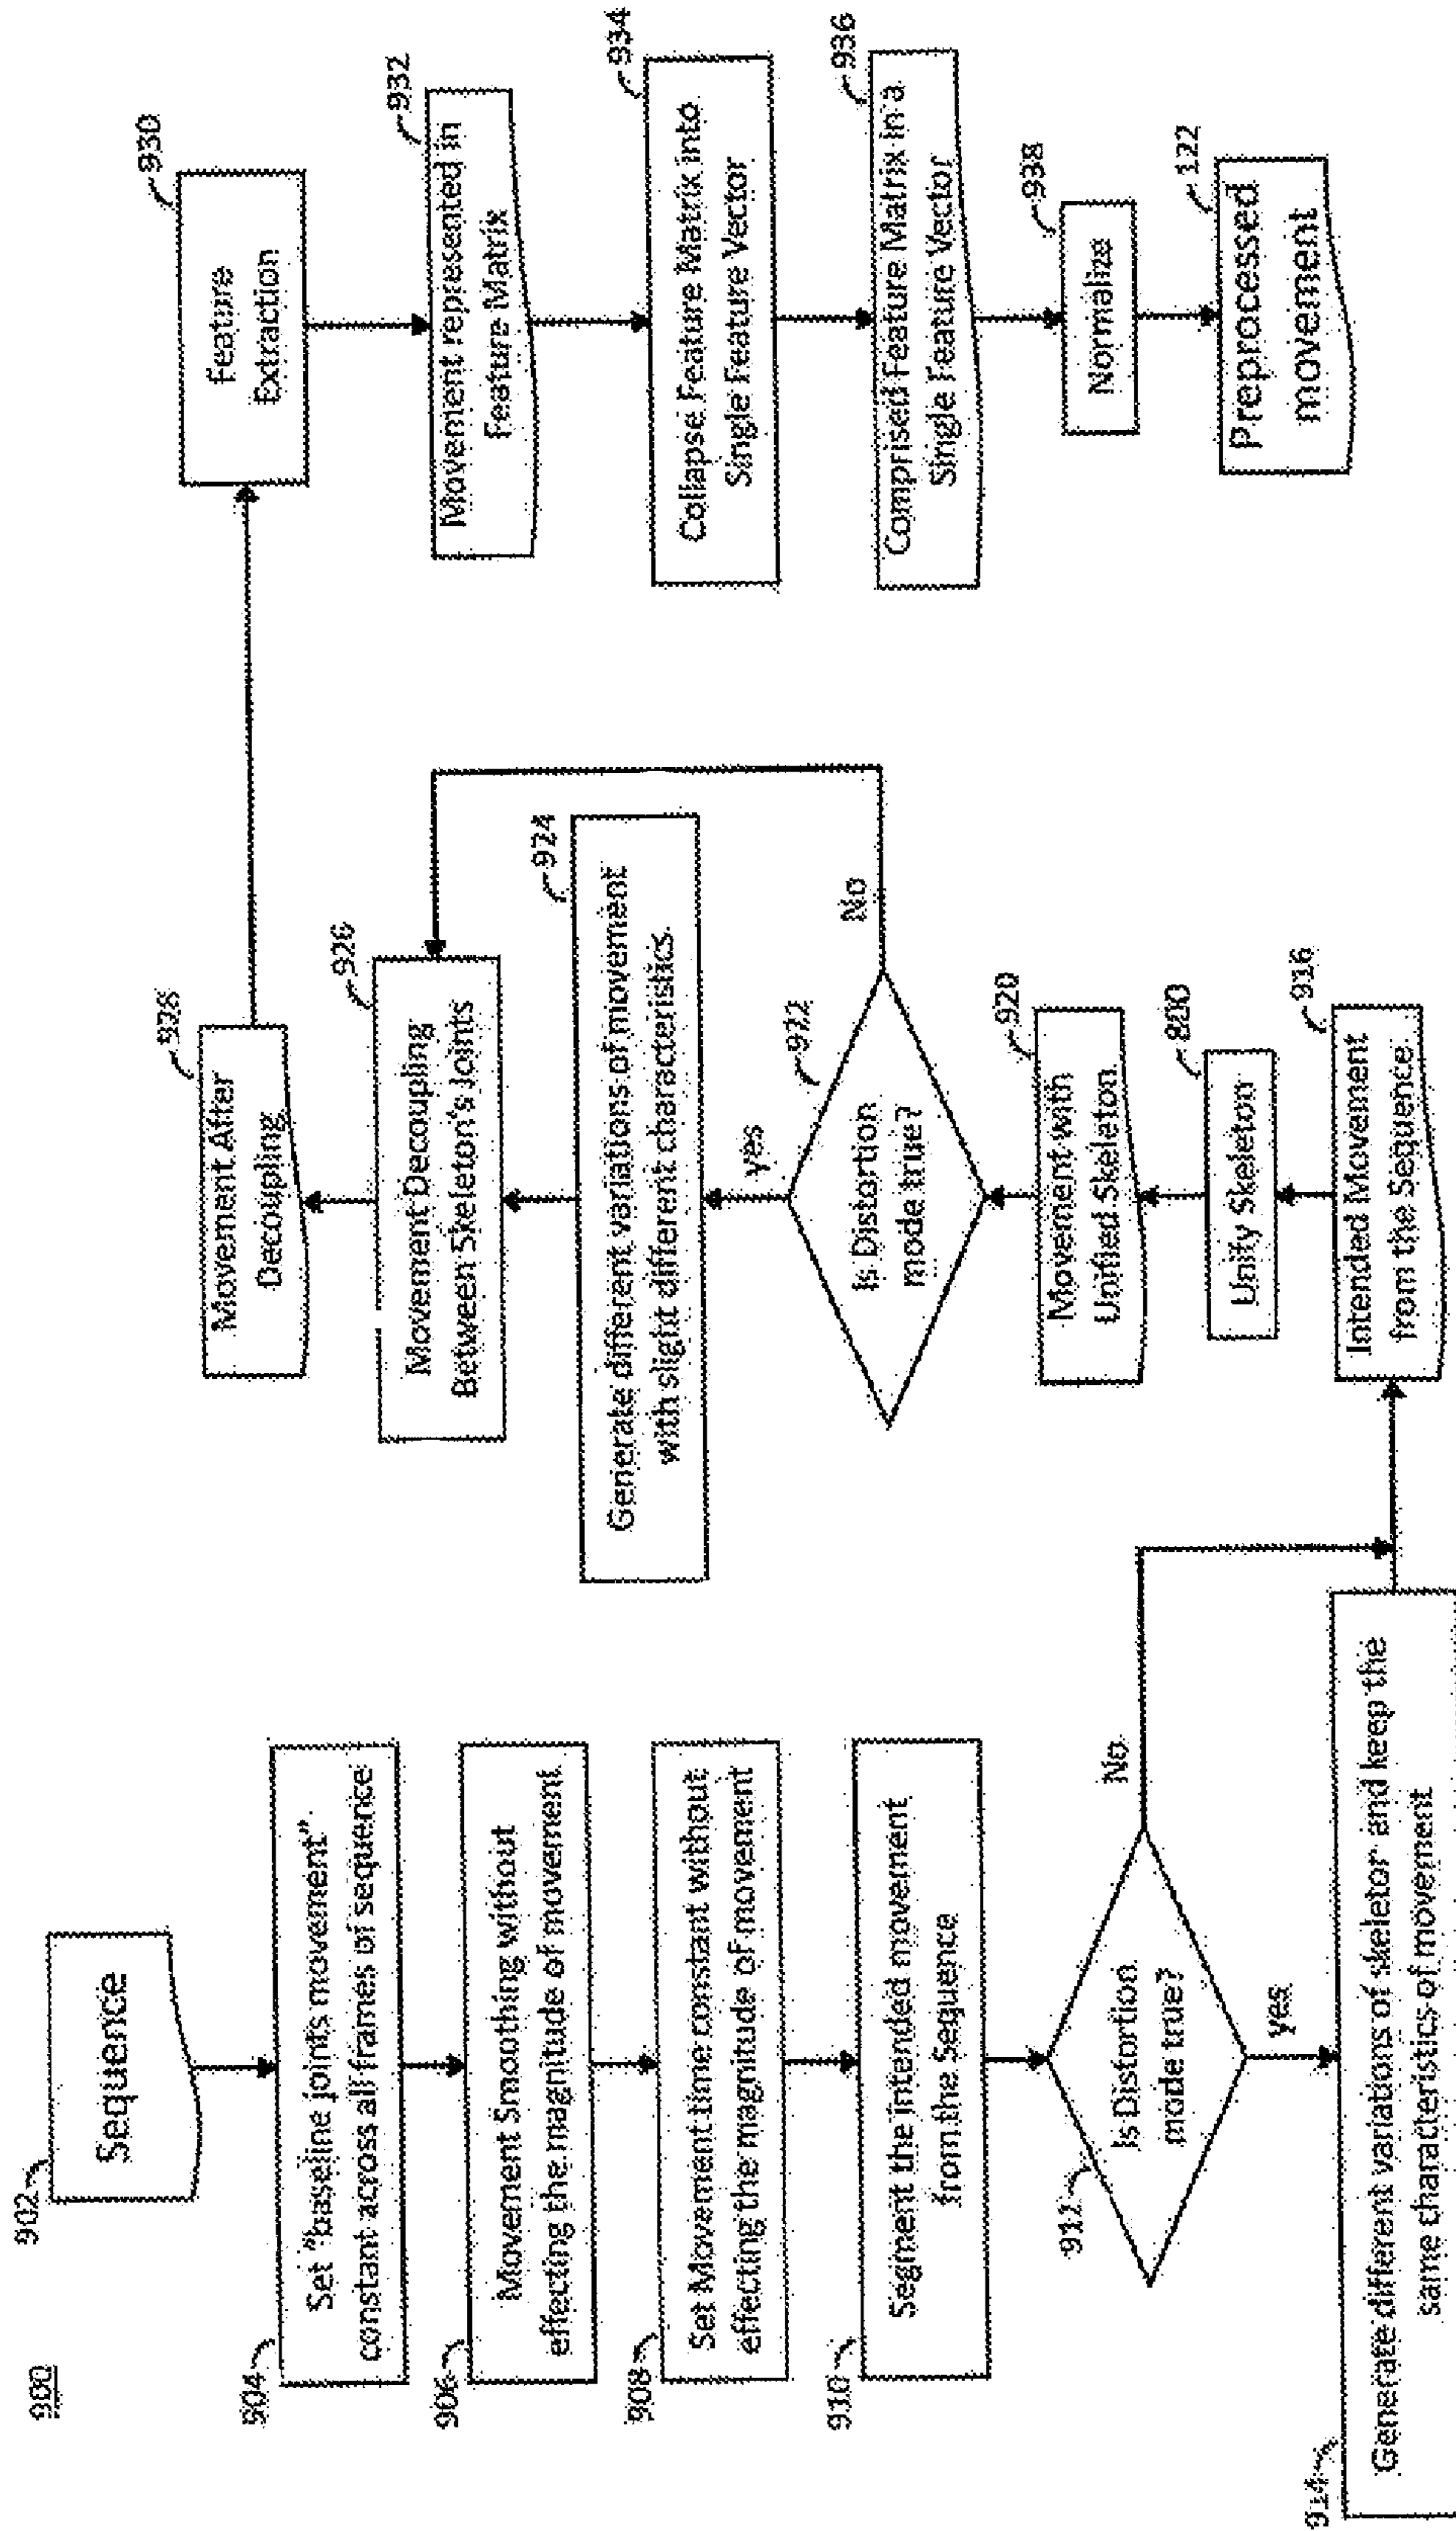 900
902
Sequence
904
Set "baseline joints movement"
constant across all frames of sequence
906
Movement Smoothing without
effecting the magnitude of movement
908
Set Movement time constant without
effecting the magnitude of movement
910
Segment the intended movement
from the Sequence
912
Is Distortion
mode true?
No
yes
914
Generate different variations of skeletor and keep the
same characteristics of movement
916
Intended Movement
from the Sequence
800
Unify Skeleton
920
Movement with
Unified Skeleton
922
Is Distortion
mode true?
No
yes
924
Generate different variations of movement
with slight different characteristics
926
Movement Decoupling
Between Skeleton's Joints
928
Movement After
Decoupling
930
Feature
Extraction
932
Movement represented in
Feature Matrix
934
Collapse Feature Matrix into
Single Feature Vector
936
Comprised Feature Matrix in a
Single Feature Vector
938
Normalize
122
Preprocessed
movement